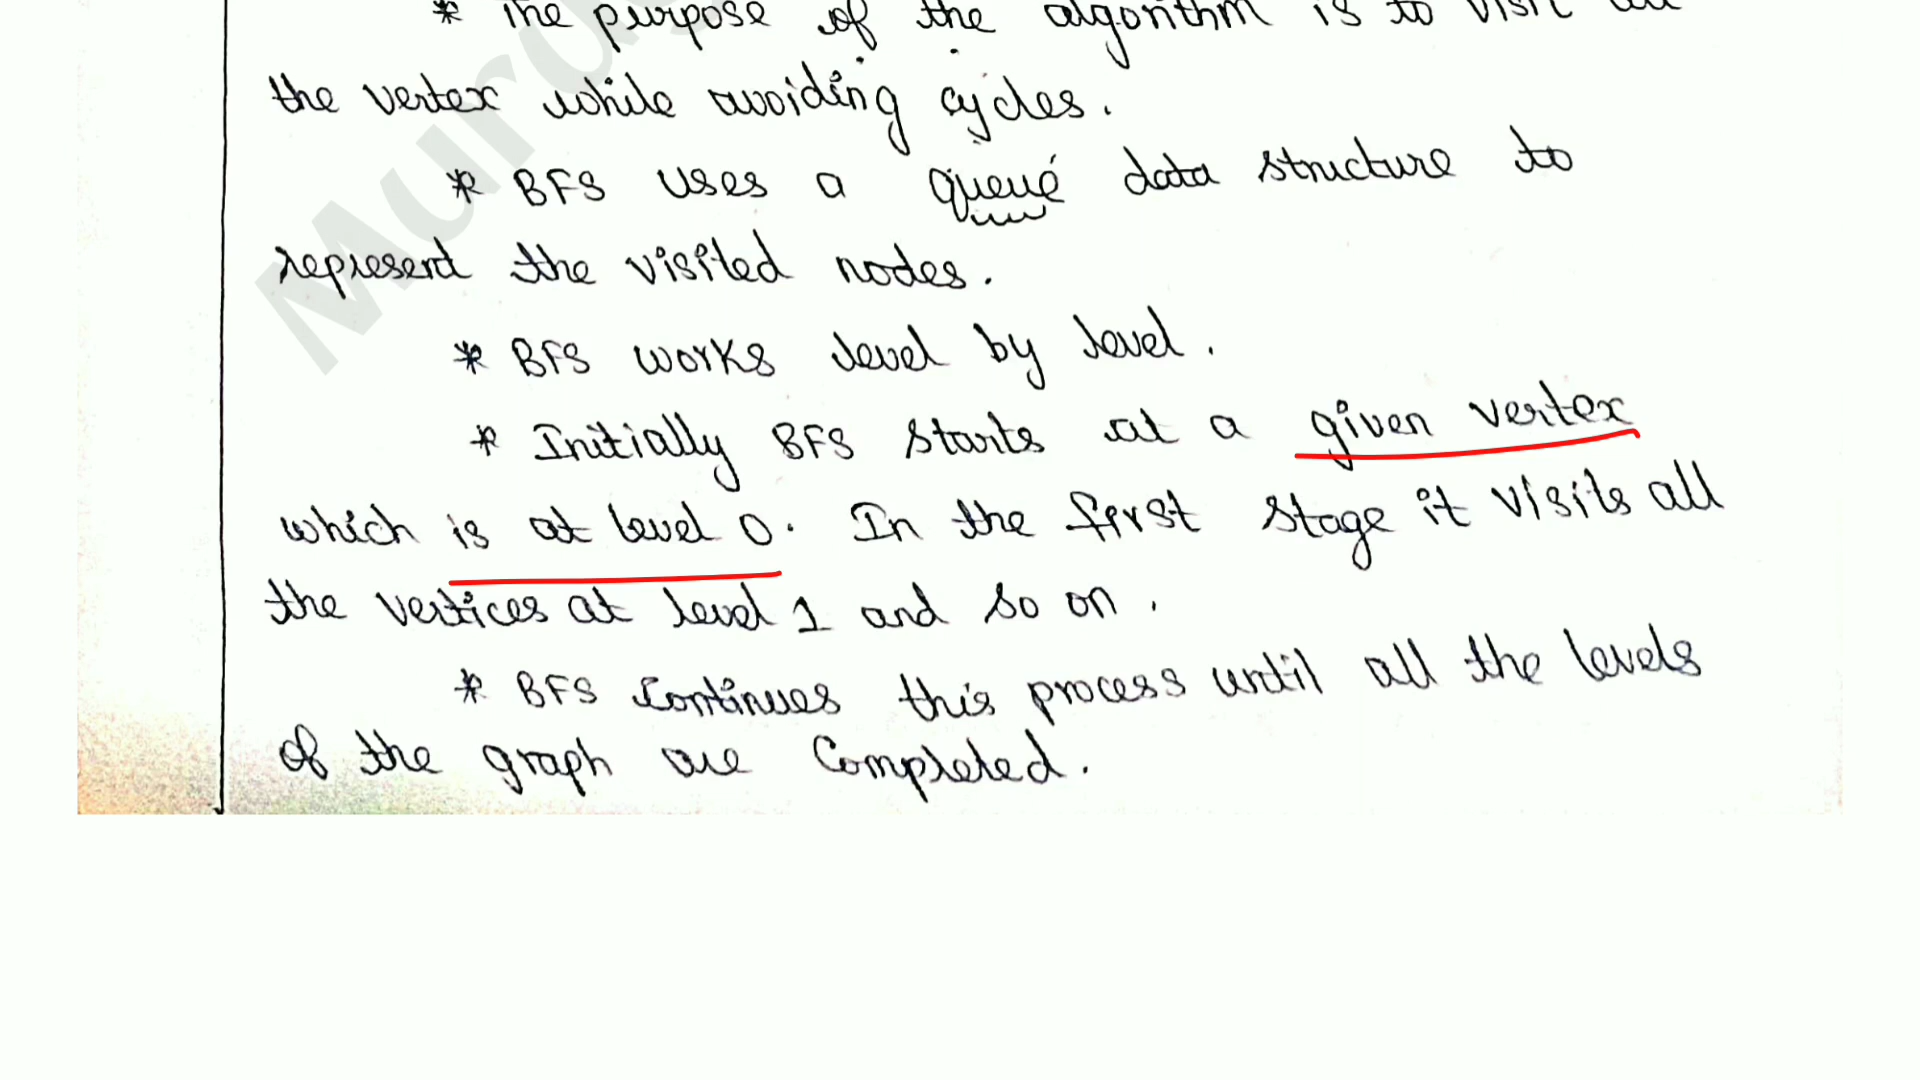 * The purpose of the algorithm is to visit all
the vertex while avoiding cycles.
* BFS uses a queue data structure to
represent the visited nodes.
* BFS works level by level.
* Initially BFS starts at a given vertex
which is at level 0. In the first stage it visits all
the vertices at level 1 and so on.
* BFS Continues this process until all the levels
of the graph are Completed.